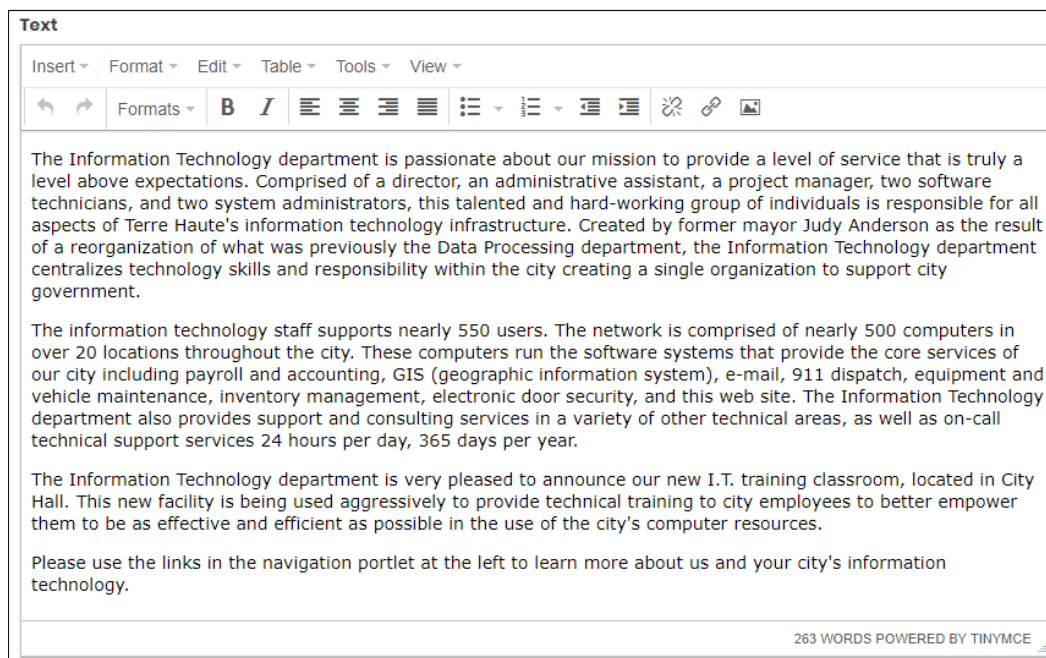 Text
Insert Format Edit Table Tools View
Formats B I
The Information Technology department is passionate about our mission to provide a level of service that is truly a
level above expectations. Comprised of a director, an administrative assistant, a project manager, two software
technicians, and two system administrators, this talented and hard-working group of individuals is responsible for all
aspects of Terre Haute's information technology infrastructure. Created by former mayor Judy Anderson as the result
of a reorganization of what was previously the Data Processing department, the Information Technology department
centralizes technology skills and responsibility within the city creating a single organization to support city
government.
The information technology staff supports nearly 550 users. The network is comprised of nearly 500 computers in
over 20 locations throughout the city. These computers run the software systems that provide the core services of
our city including payroll and accounting, GIS (geographic information system), e-mail, 911 dispatch, equipment and
vehicle maintenance, inventory management, electronic door security, and this web site. The Information Technology
department also provides support and consulting services in a variety of other technical areas, as well as on-call
technical support services 24 hours per day, 365 days per year.
The Information Technology department is very pleased to announce our new I.T. training classroom, located in City
Hall. This new facility is being used aggressively to provide technical training to city employees to better empower
them to be as effective and efficient as possible in the use of the city's computer resources.
Please use the links in the navigation portlet at the left to learn more about us and your city's information
technology.
263 WORDS POWERED BY TINYMCE